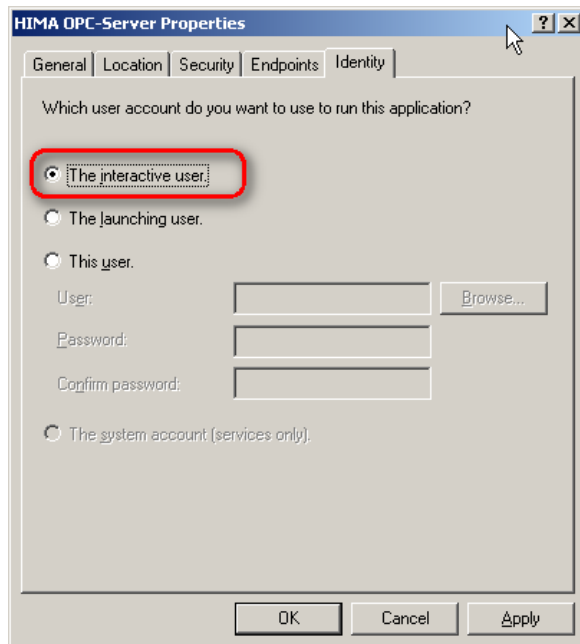 HIMA OPC-Server Properties
General Location Security Endpoints Identity
Which user account do you want to use to run this application?
The interactive user.
The launching user.
This user.
User: Browse...
Password:
Confirm password:
The system account (services only).
OK Cancel Apply